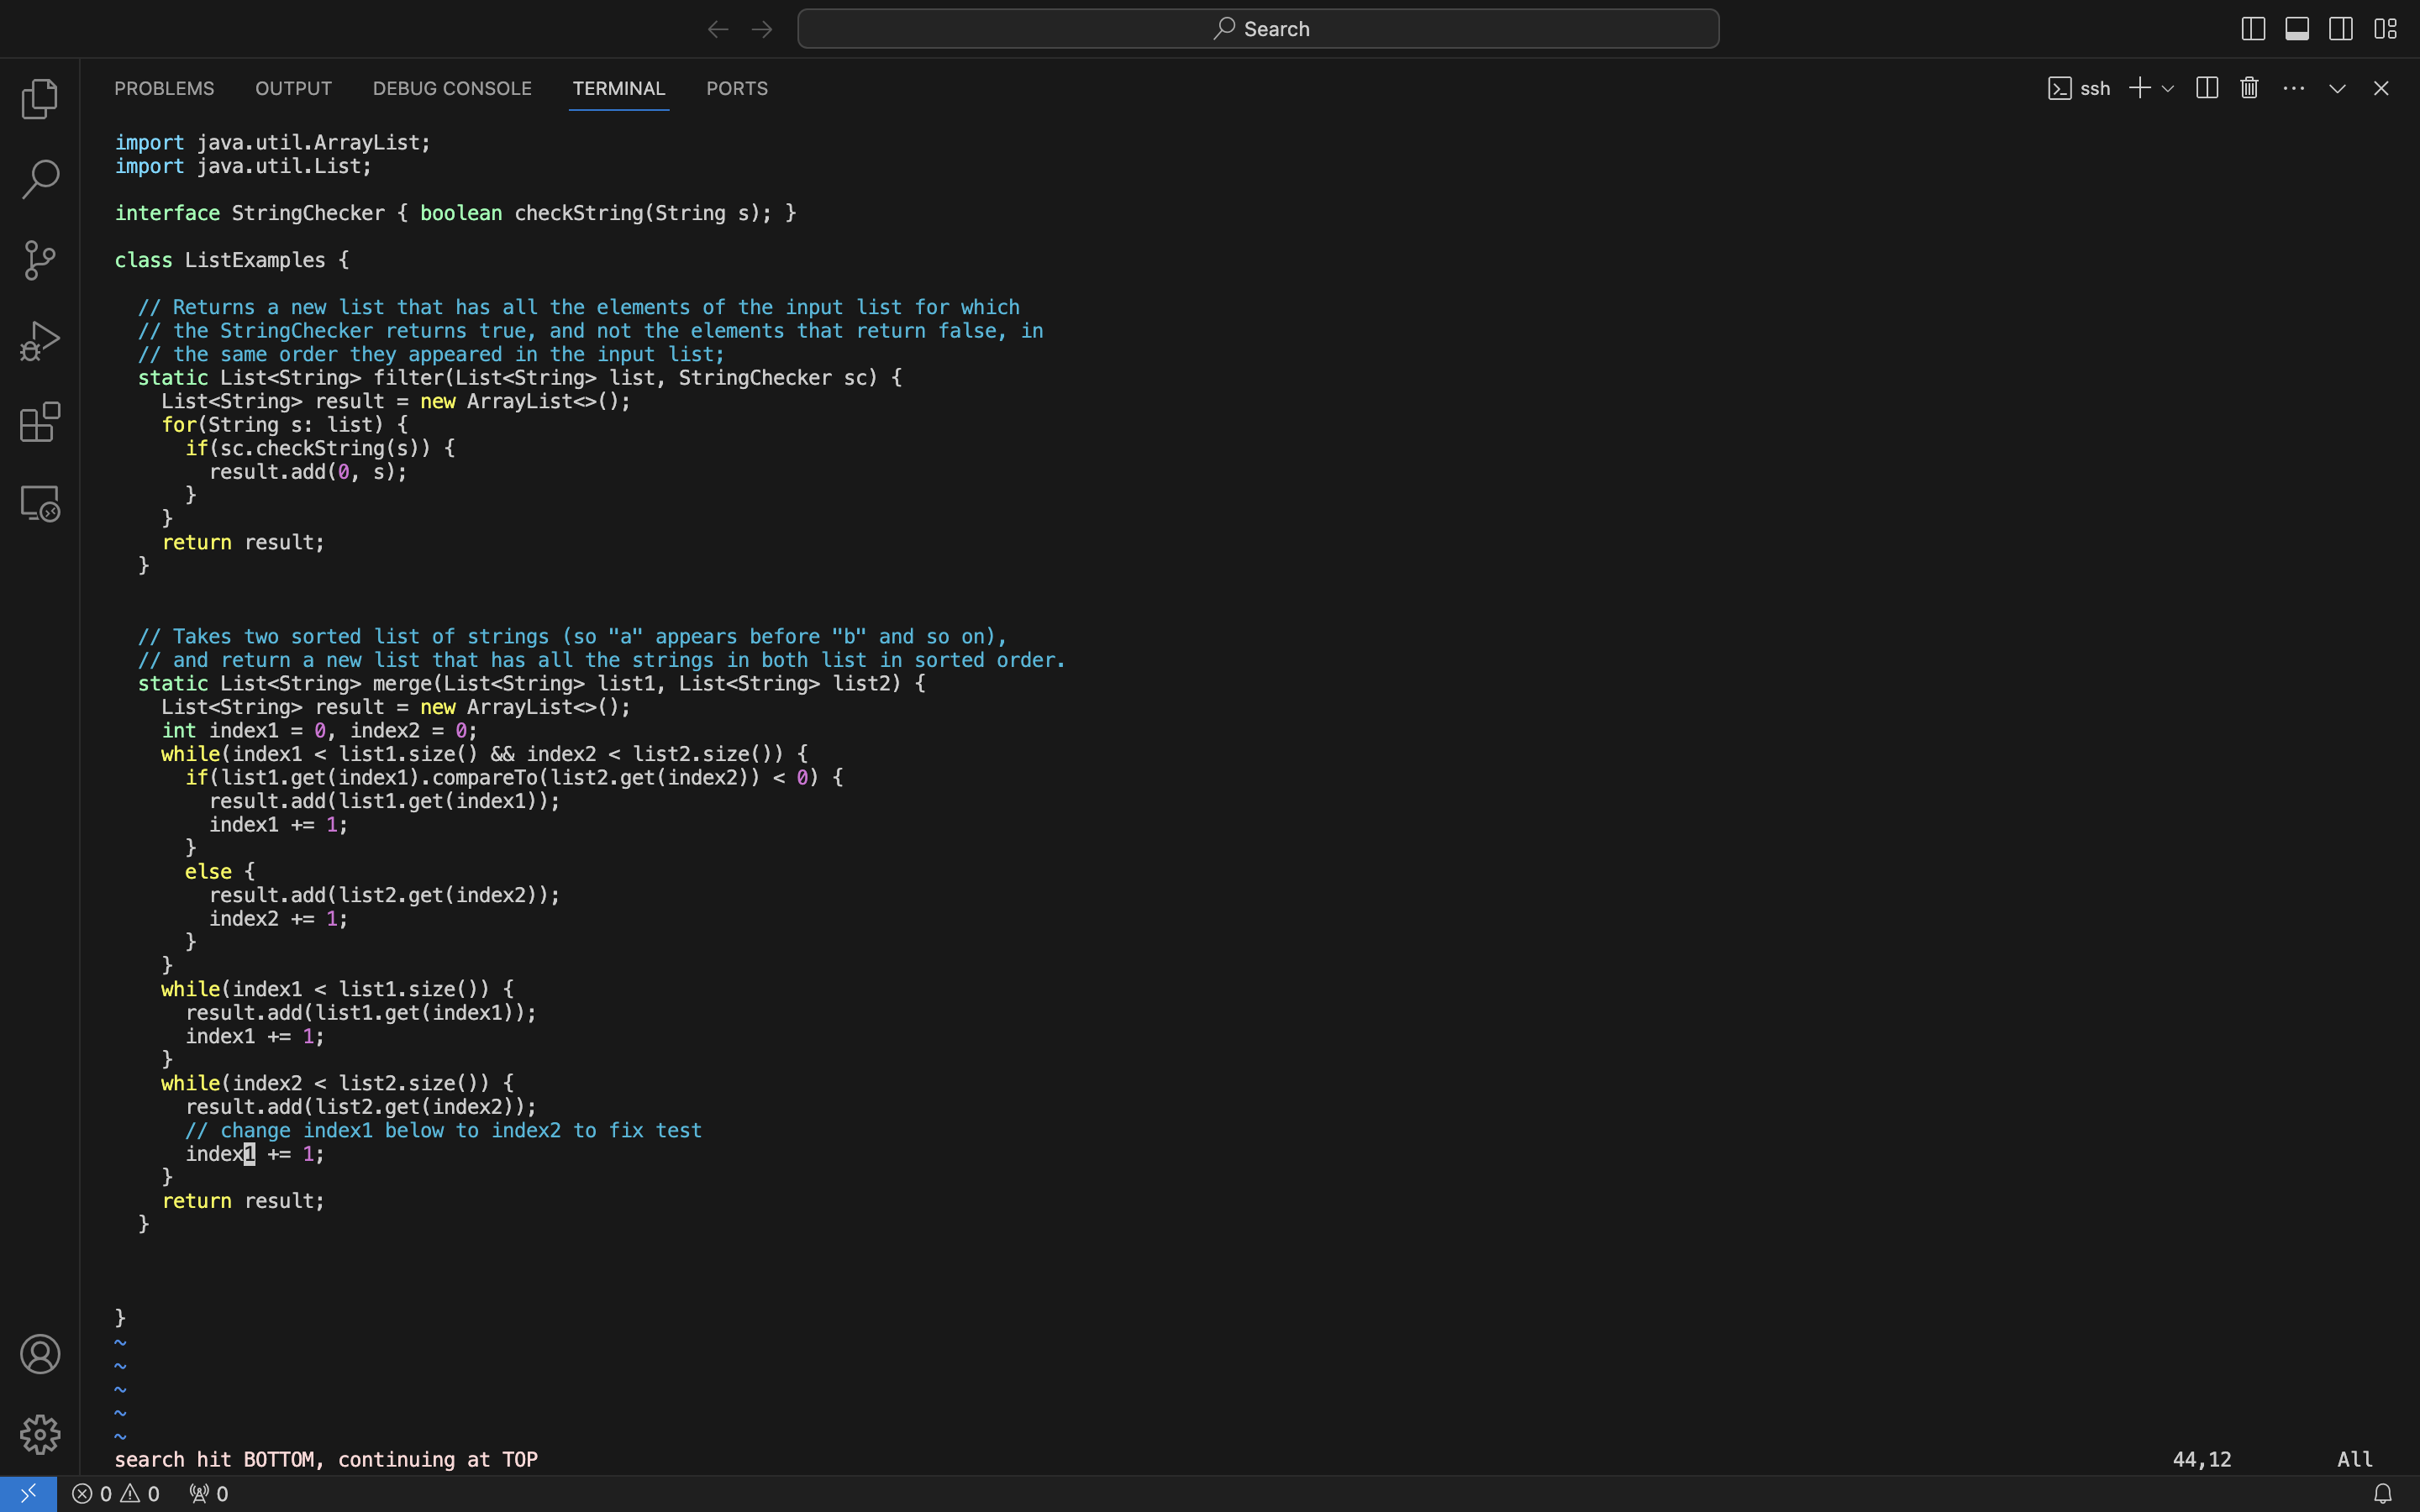 Search
PROBLEMS OUTPUT DEBUG CONSOLE TERMINAL PORTS ssh
import java.util.ArrayList;
import java.util.List;

interface StringChecker { boolean checkString(String s); }

class ListExamples {

  // Returns a new list that has all the elements of the input list for which
  // the StringChecker returns true, and not the elements that return false, in
  // the same order they appeared in the input list;
  static List<String> filter(List<String> list, StringChecker sc) {
    List<String> result = new ArrayList<>();
    for(String s: list) {
      if(sc.checkString(s)) {
        result.add(0, s);
      }
    }
    return result;
  }


  // Takes two sorted list of strings (so "a" appears before "b" and so on),
  // and return a new list that has all the strings in both list in sorted order.
  static List<String> merge(List<String> list1, List<String> list2) {
    List<String> result = new ArrayList<>();
    int index1 = 0, index2 = 0;
    while(index1 < list1.size() && index2 < list2.size()) {
      if(list1.get(index1).compareTo(list2.get(index2)) < 0) {
        result.add(list1.get(index1));
        index1 += 1;
      }
      else {
        result.add(list2.get(index2));
        index2 += 1;
      }
    }
    while(index1 < list1.size()) {
      result.add(list1.get(index1));
      index1 += 1;
    }
    while(index2 < list2.size()) {
      result.add(list2.get(index2));
      // change index1 below to index2 to fix test
      index1 += 1;
    }
    return result;
  }



}
~
~
~
~
~
search hit BOTTOM, continuing at TOP 44,12 All
0 0 0